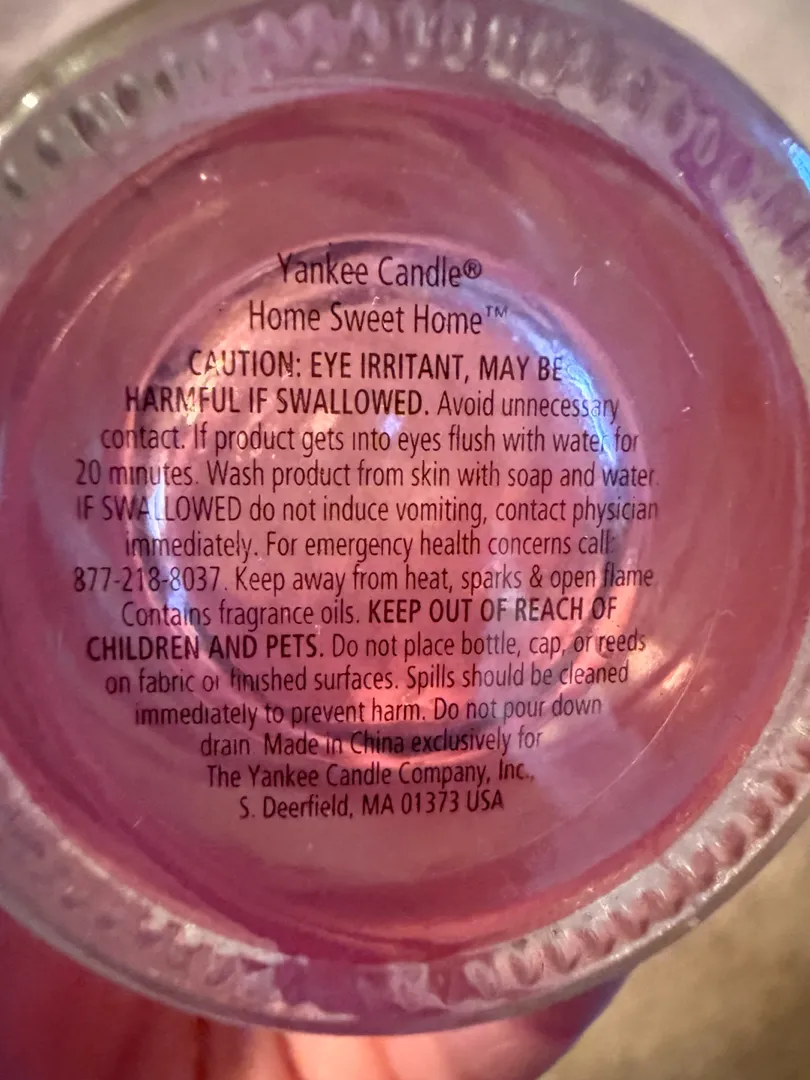 Yankee Candle®
Home Sweet Home™
CAUTION: EYE IRRITANT, MAY BE
HARMFUL IF SWALLOWED. Avoid unnecessary
contact. If product gets into eyes flush with water for
20 minutes. Wash product from skin with soap and water.
IF SWALLOWED do not induce vomiting, contact physician
immediately. For emergency health concerns call:
877-218-8037. Keep away from heat, sparks & open flame.
Contains fragrance oils. KEEP OUT OF REACH OF
CHILDREN AND PETS. Do not place bottle, cap, or reeds
on fabric or finished surfaces. Spills should be cleaned
immediately to prevent harm. Do not pour down
drain Made in China exclusively for
The Yankee Candle Company, Inc.,
S. Deerfield, MA 01373 USA